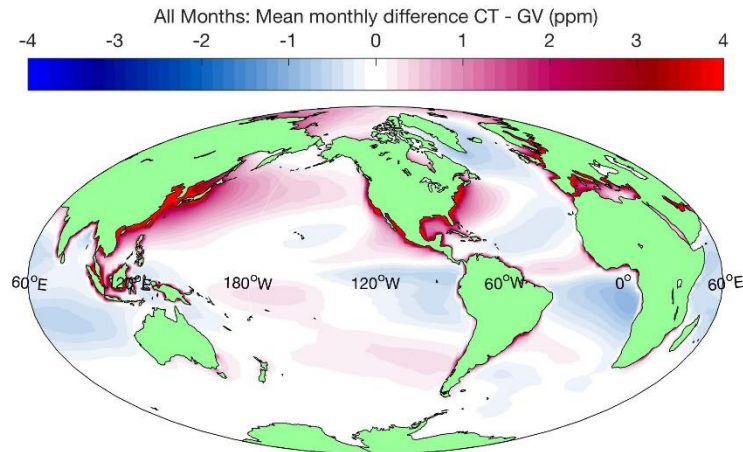 All Months: Mean monthly difference CT - GV (ppm)
-4 -3 -2 -1 0 1 2 3 4
60°E 120°E 180°W 120°W 60°W 0° 60°E